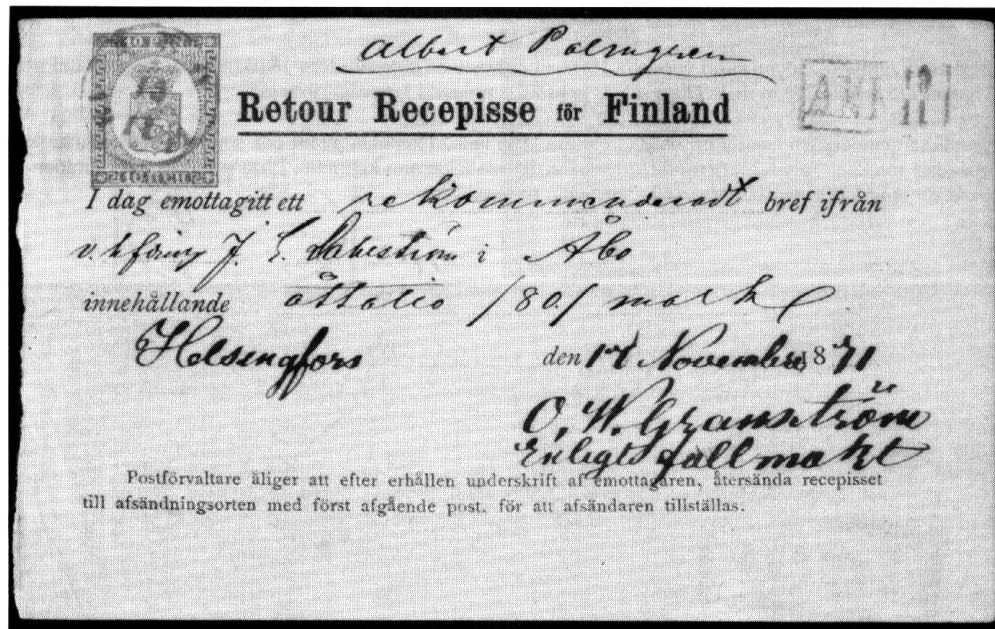 Albert Palmgren
Retour Recepisse för Finland
I dag emottagitt ett rekommenderadt bref ifrån
J. E. i Åbo
innehållande åttatio /80/ mark
Helsingfors den 17 November 1871
O. W. Granström
Enligt fullmakt
Postförvaltare åligger att efter erhållen underskrift af emottagaren, återsända recepisset
till afsändningsorten med först afgående post, för att afsändaren tillställas.